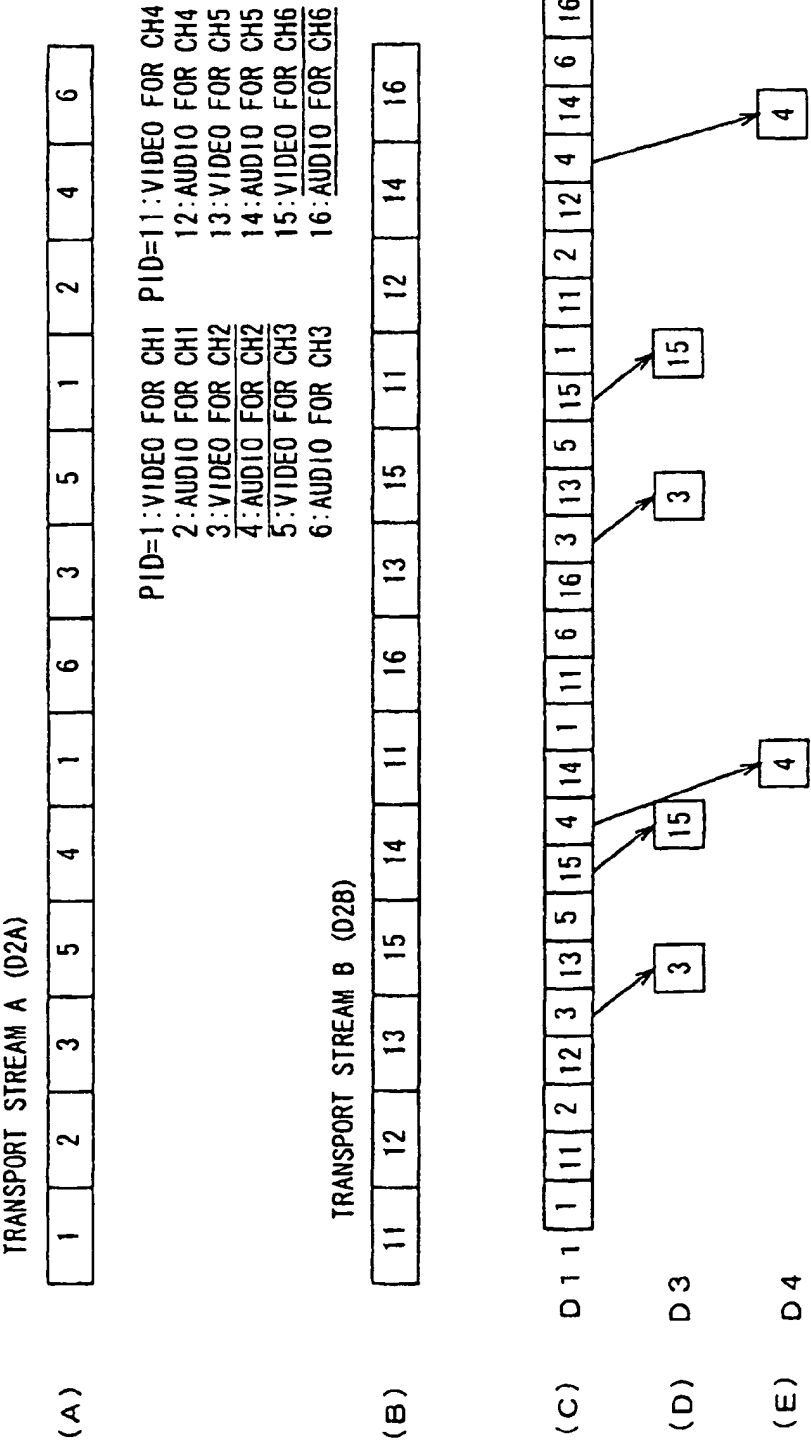 TRANSPORT STREAM A (D2A)
(A) 1 2 3 5 4 1 6 3 5 1 2 4 6
PID=1:VIDEO FOR CH1 PID=11:VIDEO FOR CH4
2:AUDIO FOR CH1 12:AUDIO FOR CH4
3:VIDEO FOR CH2 13:VIDEO FOR CH5
4:AUDIO FOR CH2 14:AUDIO FOR CH5
5:VIDEO FOR CH3 15:VIDEO FOR CH6
6:AUDIO FOR CH3 16:AUDIO FOR CH6
TRANSPORT STREAM B (D2B)
(B) 11 12 13 15 14 11 16 13 15 11 12 14 16
(C) D11 1 11 2 12 3 13 5 15 4 14 1 11 6 16 3 13 5 15 1 11 2 12 4 14 6 16
(D) D3 3 15 3 15
(E) D4 4 4